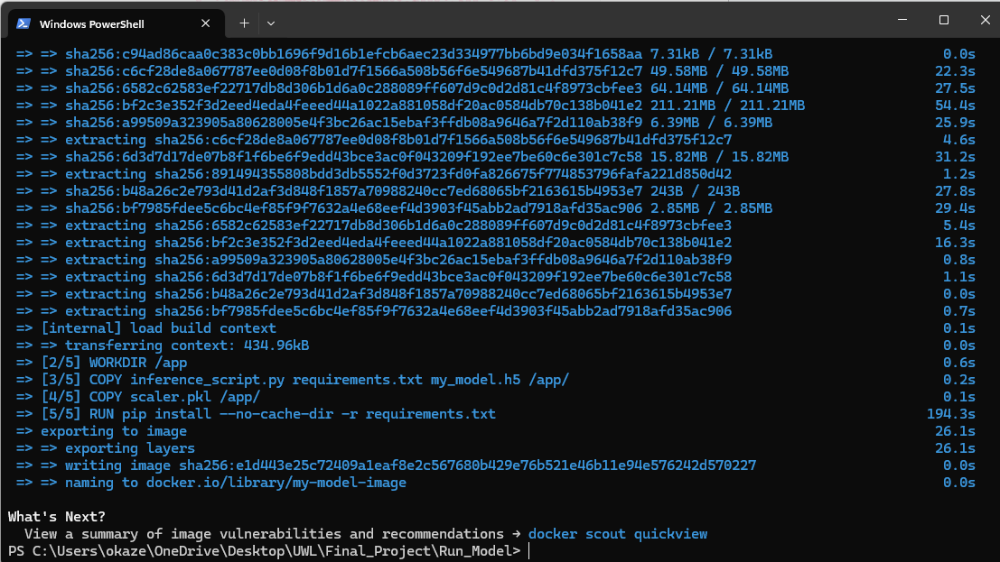 Windows PowerShell
=> => sha256:c94ad86caa0c383c0bb1696f9d16b1efcb6aec23d334977bb6bd9e034f1658aa 7.31kB / 7.31kB 0.0s
=> => sha256:c6cf28de8a067787ee0d08f8b01d7f1566a508b56f6e549687b41dfd375f12c7 49.58MB / 49.58MB 22.3s
=> => sha256:6582c62583ef22717db8d306b1d6a0c288089ff607d9c0d2d81c4f8973cbfee3 64.14MB / 64.14MB 27.5s
=> => sha256:bf2c3e352f3d2eed4eda4feeed44a1022a881058df20ac0584db70c138b041e2 211.21MB / 211.21MB 54.4s
=> => sha256:a99509a323905a80628005e4f3bc26ac15ebaf3ffdb08a9646a7f2d110ab38f9 6.39MB / 6.39MB 25.9s
=> => extracting sha256:c6cf28de8a067787ee0d08f8b01d7f1566a508b56f6e549687b41dfd375f12c7 4.6s
=> => sha256:6d3d7d17de07b8f1f6be6f9edd43bce3ac0f043209f192ee7be60c6e301c7c58 15.82MB / 15.82MB 31.2s
=> => extracting sha256:891494355808bdd3db5552f0d3723fd0fa826675f774853796fafa221d850d42 1.2s
=> => sha256:b48a26c2e793d41d2af3d848f1857a70988240cc7ed68065bf2163615b4953e7 243B / 243B 27.8s
=> => sha256:bf7985fdee5c6bc4ef85f9f7632a4e68eef4d3903f45abb2ad7918afd35ac906 2.85MB / 2.85MB 29.4s
=> => extracting sha256:6582c62583ef22717db8d306b1d6a0c288089ff607d9c0d2d81c4f8973cbfee3 5.4s
=> => extracting sha256:bf2c3e352f3d2eed4eda4feeed44a1022a881058df20ac0584db70c138b041e2 16.3s
=> => extracting sha256:a99509a323905a80628005e4f3bc26ac15ebaf3ffdb08a9646a7f2d110ab38f9 0.8s
=> => extracting sha256:6d3d7d17de07b8f1f6be6f9edd43bce3ac0f043209f192ee7be60c6e301c7c58 1.1s
=> => extracting sha256:b48a26c2e793d41d2af3d848f1857a70988240cc7ed68065bf2163615b4953e7 0.0s
=> => extracting sha256:bf7985fdee5c6bc4ef85f9f7632a4e68eef4d3903f45abb2ad7918afd35ac906 0.7s
=> [internal] load build context 0.1s
=> => transferring context: 434.96kB 0.0s
=> [2/5] WORKDIR /app 0.6s
=> [3/5] COPY inference_script.py requirements.txt my_model.h5 /app/ 0.2s
=> [4/5] COPY scaler.pkl /app/ 0.1s
=> [5/5] RUN pip install --no-cache-dir -r requirements.txt 194.3s
=> exporting to image 26.1s
=> => exporting layers 26.1s
=> => writing image sha256:e1d443e25c72409a1eaf8e2c567680b429e76b521e46b11e94e576242d570227 0.0s
=> => naming to docker.io/library/my-model-image 0.0s
What's Next?
View a summary of image vulnerabilities and recommendations → docker scout quickview
PS C:\Users\okaze\OneDrive\Desktop\UWL\Final_Project\Run_Model>